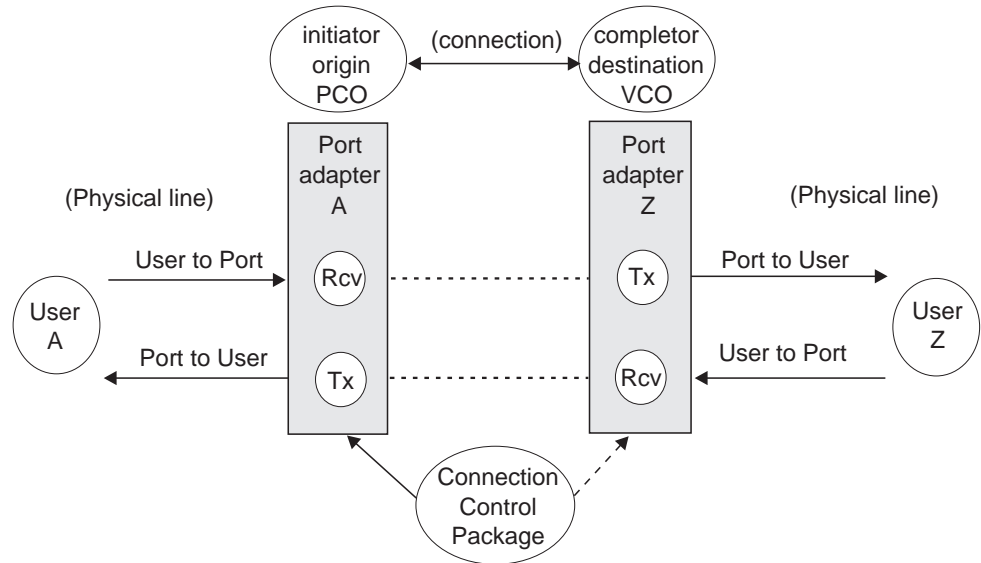 initiator
origin
PCO
(connection)
completor
destination
VCO
Port
adapter
A
Port
adapter
Z
(Physical line)
(Physical line)
User to Port
Rcv
Tx
Port to User
User
A
User
Z
Port to User
Tx
Rcv
User to Port
Connection
Control
Package